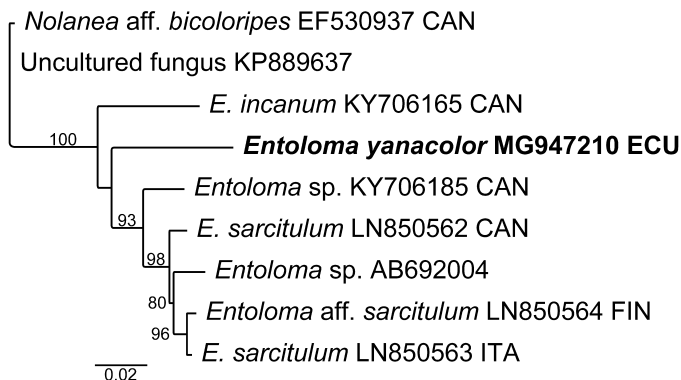 Nolanea aff. bicoloripes EF530937 CAN
Uncultured fungus KP889637
E. incanum KY706165 CAN
100
Entoloma yanacolor MG947210 ECU
Entoloma sp. KY706185 CAN
93
E. sarcitulum LN850562 CAN
98
Entoloma sp. AB692004
80
Entoloma aff. sarcitulum LN850564 FIN
96
E. sarcitulum LN850563 ITA
0.02